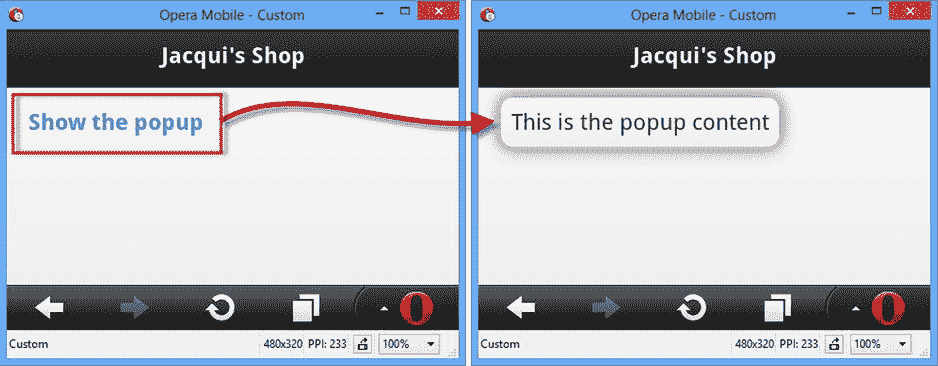 Opera Mobile - Custom
Jacqui's Shop
Show the popup
Custom 480x320 PPI: 233 100%
Opera Mobile - Custom
Jacqui's Shop
This is the popup content
Custom 480x320 PPI: 233 100%